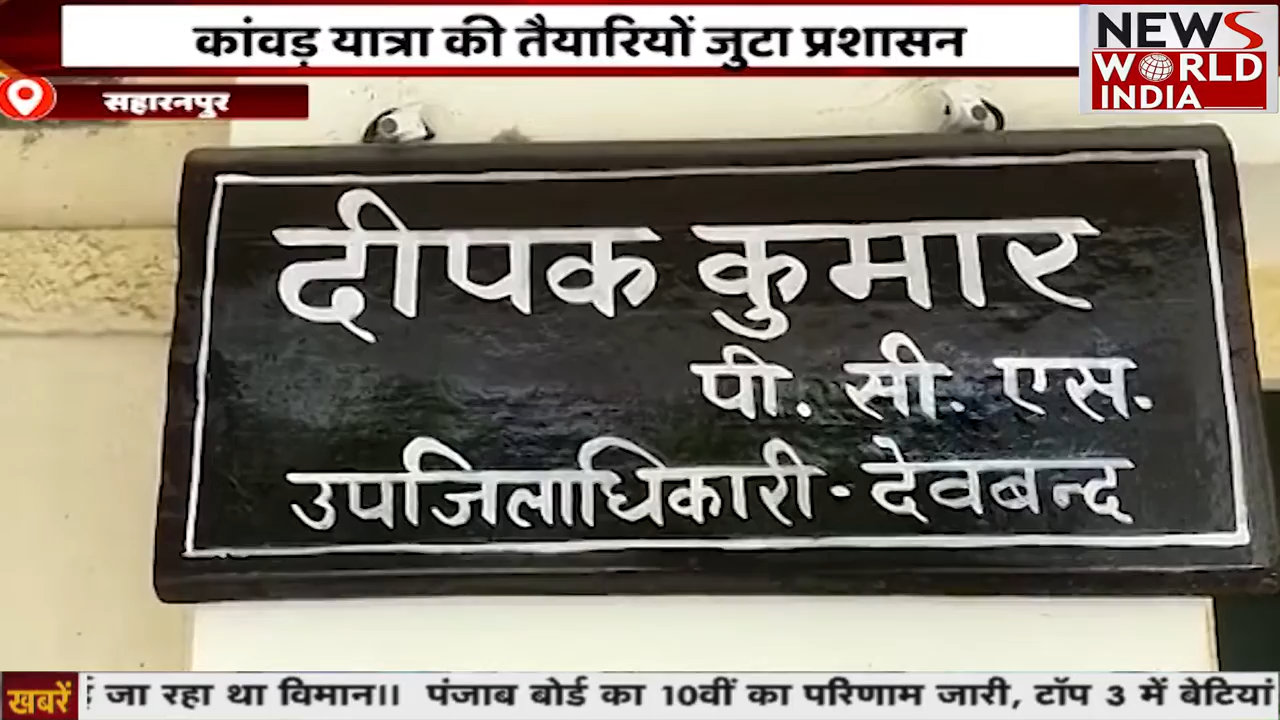 कांवड़ यात्रा की तैयारियों जुटा प्रशासन
NEWS
WORLD
INDIA
सहारनपुर
दीपक कुमार
पी. सी. एस.
उपजिलाधिकारी - देवबन्द
खबरें जा रहा था विमान।। पंजाब बोर्ड का 10वीं का परिणाम जारी, टॉप 3 में बेटियां